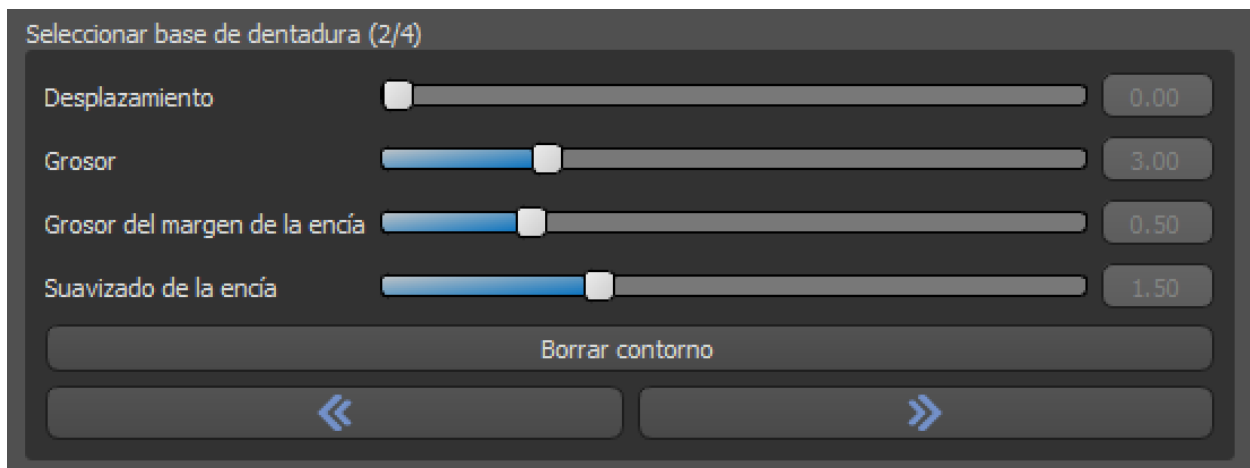 Seleccionar base de dentadura (2/4)
Desplazamiento 0.00
Grosor 3.00
Grosor del margen de la encía 0.50
Suavizado de la encía 1.50
Borrar contorno